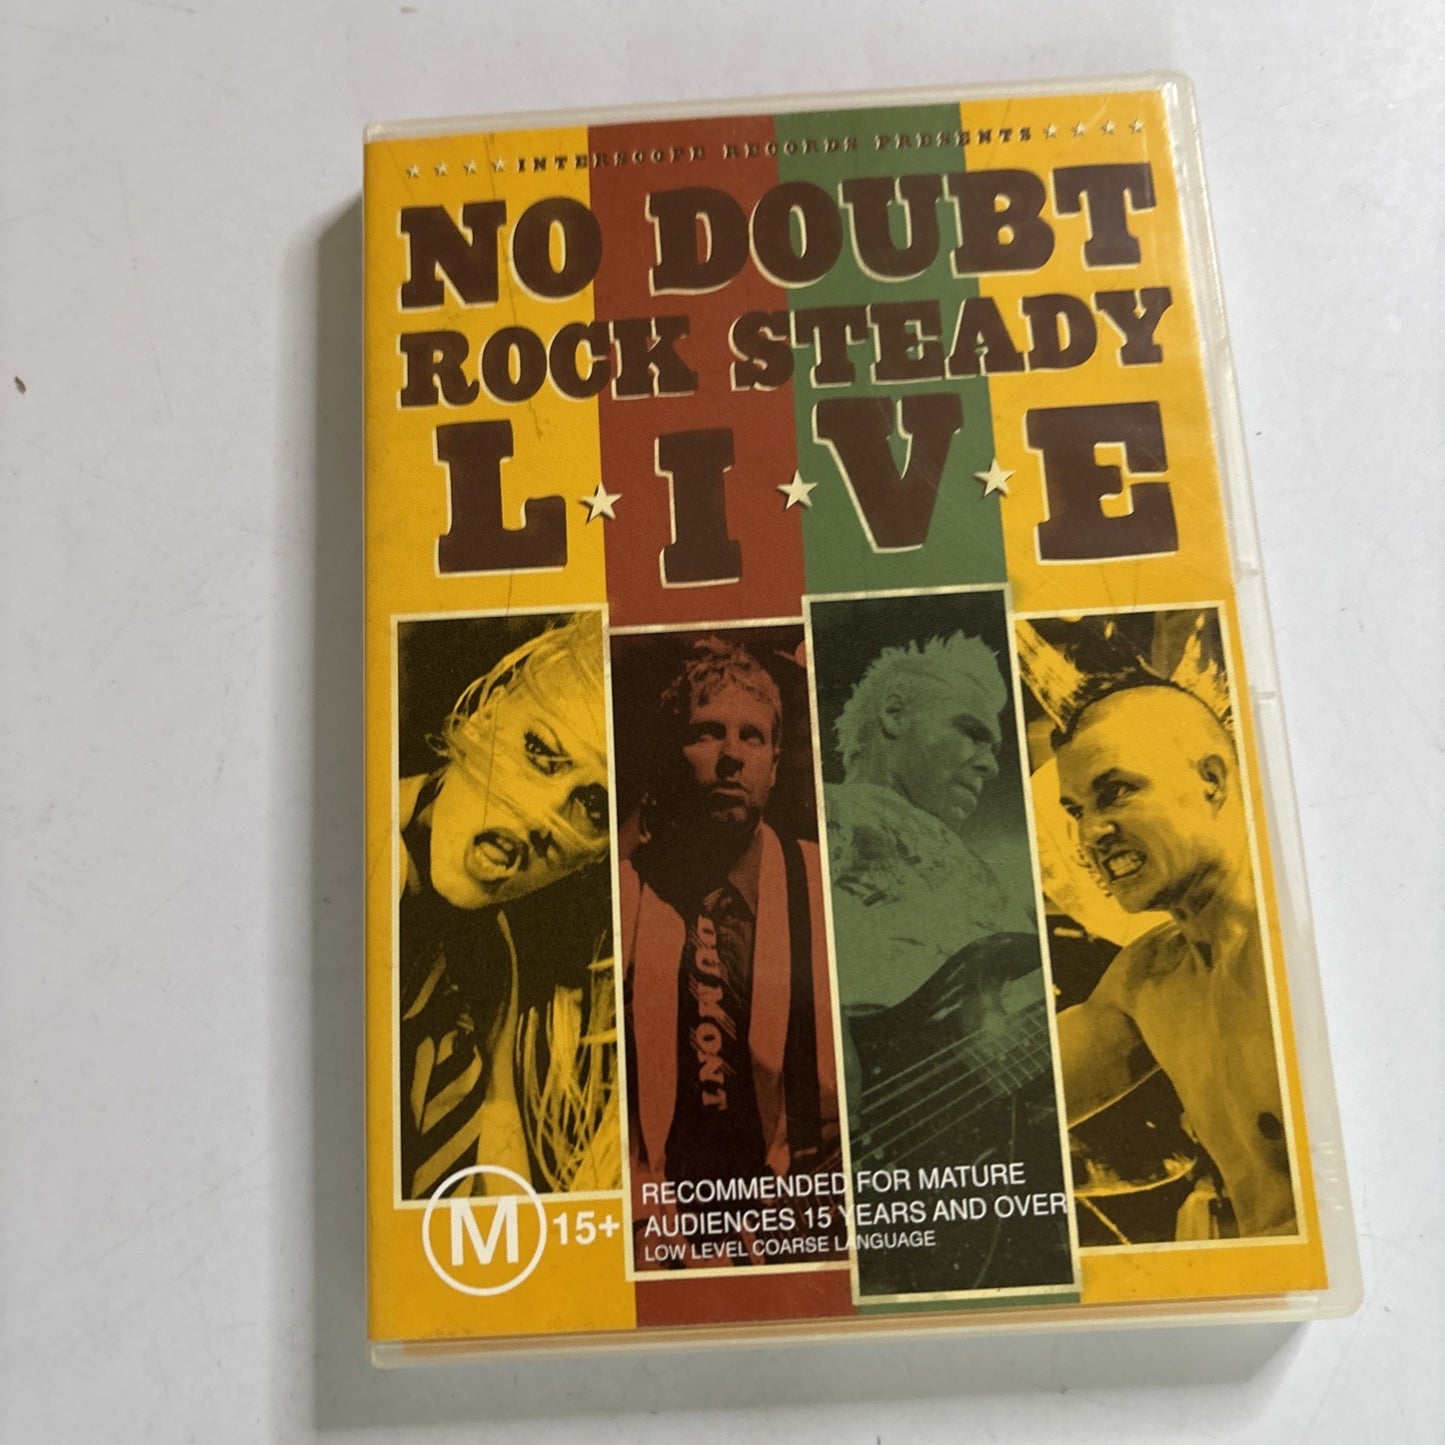 ★ ★ ★ ★ INTERSCOPE RECORDS PRESENTS ★ ★ ★ ★
NO DOUBT
ROCK STEADY
L★I★V★E
DUMONT
M 15+
RECOMMENDED FOR MATURE
AUDIENCES 15 YEARS AND OVER
LOW LEVEL COARSE LANGUAGE